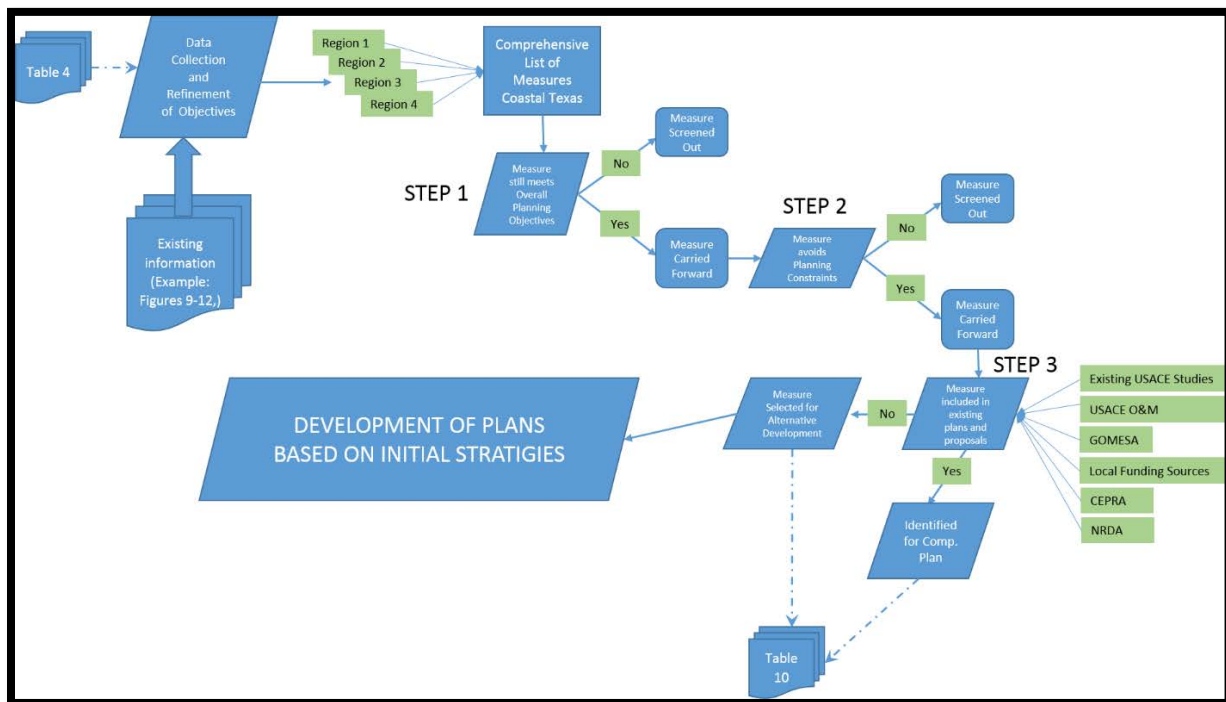 Table 4
Data
Collection
and
Refinement
of Objectives
Existing
information
(Example:
Figures 9-12,)
Region 1
Region 2
Region 3
Region 4
Comprehensive
List of
Measures
Coastal Texas
STEP 1
Measure
still meets
Overall
Planning
Objectives
No
Measure
Screened
Out
Yes
Measure
Carried
Forward
STEP 2
Measure
avoids
Planning
Constraints
No
Measure
Screened
Out
Yes
Measure
Carried
Forward
STEP 3
Measure
included in
existing
plans and
proposals
Existing USACE Studies
USACE O&M
GOMESA
Local Funding Sources
CEPRA
NRDA
No
Measure
Selected for
Alternative
Development
DEVELOPMENT OF PLANS
BASED ON INITIAL STRATIGIES
Yes
Identified
for Comp.
Plan
Table
10